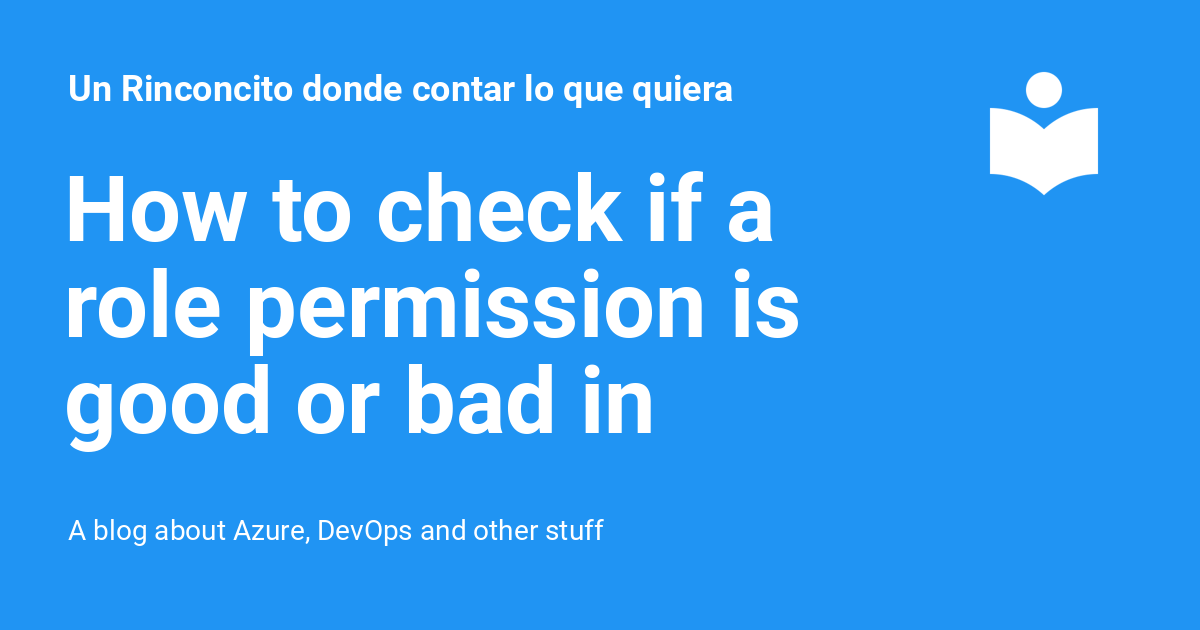 Un Rinconcito donde contar lo que quiera
How to check if a
role permission is
good or bad in
A blog about Azure, DevOps and other stuff